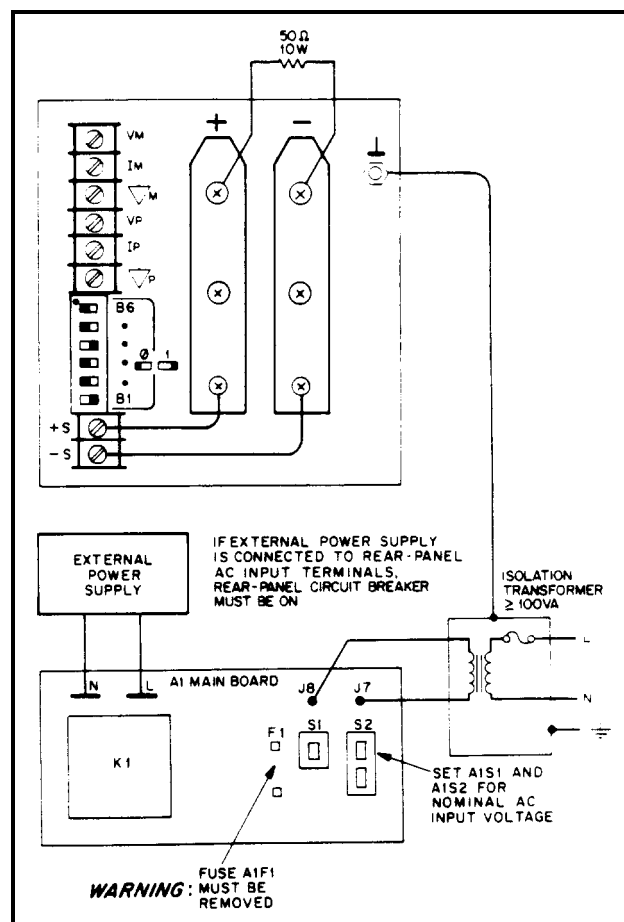 50Ω
10W
+ −
VM
IM
M
VP
IP
P
B6
Ø 1
B1
+S
−S
EXTERNAL
POWER
SUPPLY
IF EXTERNAL POWER SUPPLY
IS CONNECTED TO REAR-PANEL
AC INPUT TERMINALS,
REAR-PANEL CIRCUIT BREAKER
MUST BE ON
ISOLATION
TRANSFORMER
≥ 100VA
L
N
N L
A1 MAIN BOARD
J8 J7
F1
S1 S2
K1
SET A1S1 AND
A1S2 FOR
NOMINAL AC
INPUT VOLTAGE
WARNING: FUSE A1F1
MUST BE
REMOVED